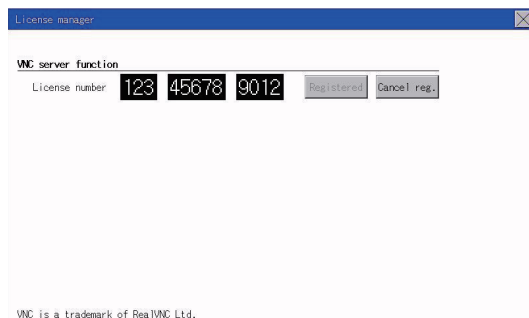 License manager
VNC server function
License number 123 45678 9012 Registered Cancel reg.
VNC is a trademark of RealVNC Ltd.